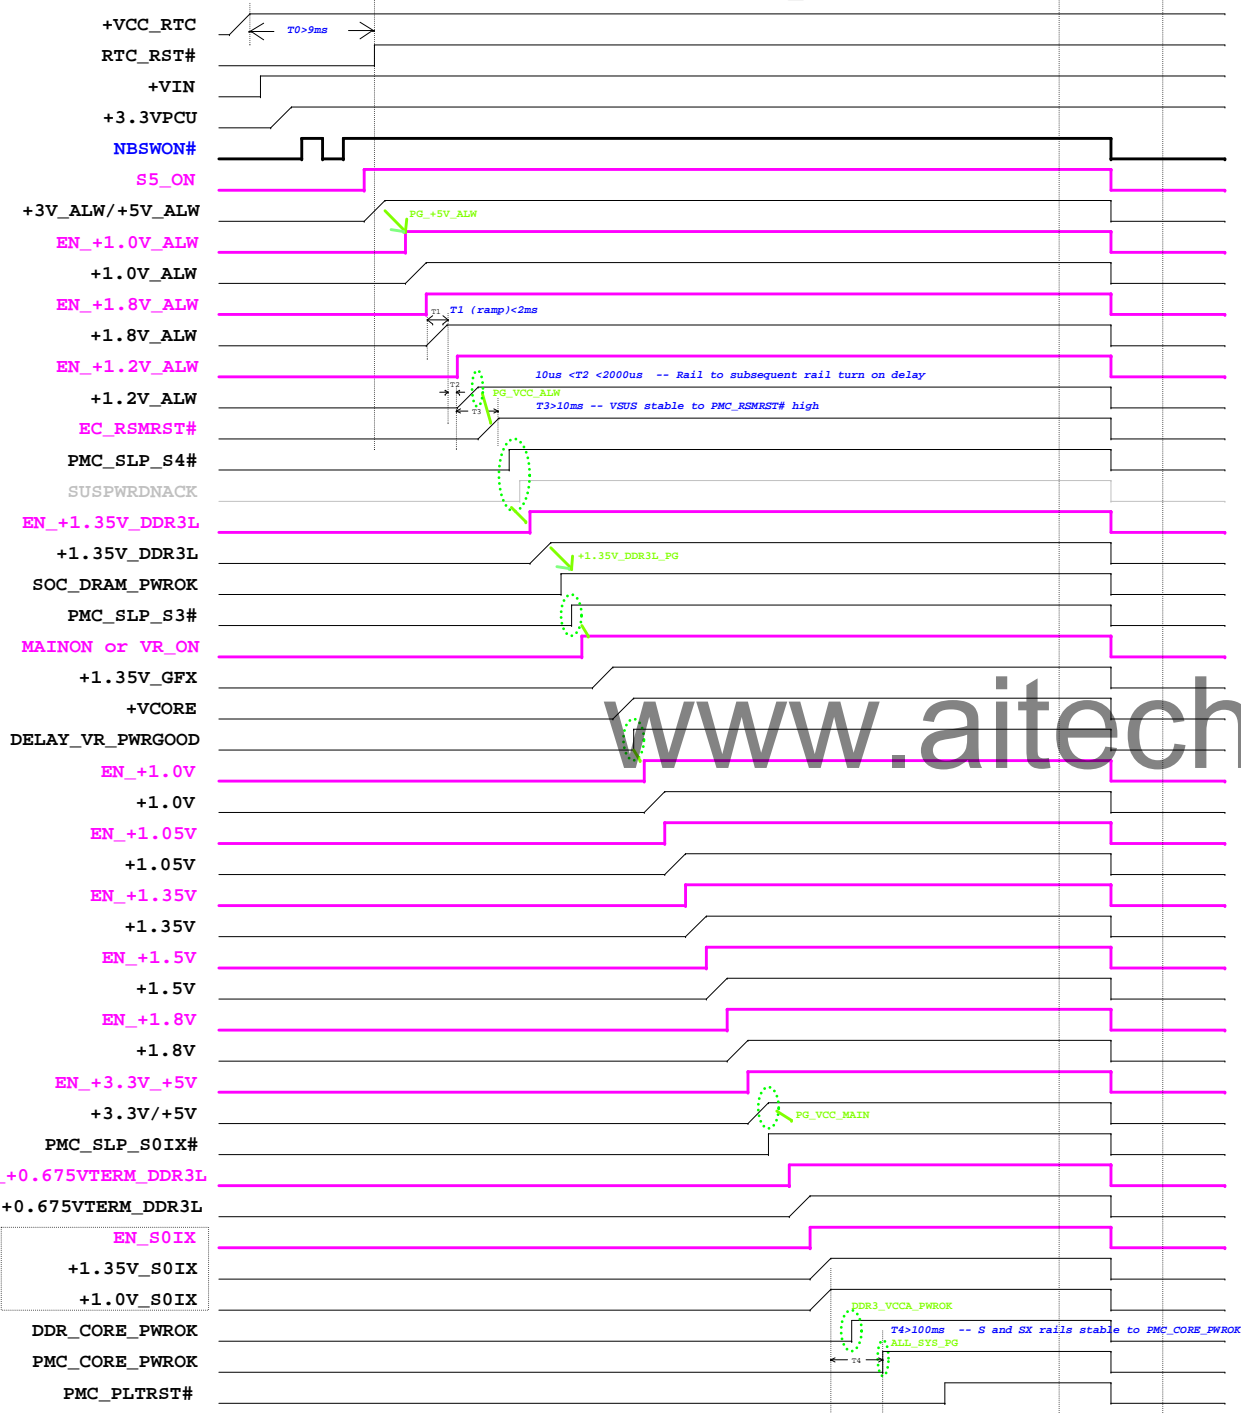 +VCC_RTC
T0>9ms
RTC_RST#
+VIN
+3.3VPCU
NBSWON#
S5_ON
+3V_ALW/+5V_ALW
PG_+5V_ALW
EN_+1.0V_ALW
+1.0V_ALW
EN_+1.8V_ALW
T1
T1 (ramp)<2ms
+1.8V_ALW
EN_+1.2V_ALW
10us <T2 <2000us -- Rail to subsequent rail turn on delay
T2
PG_VCC_ALW
+1.2V_ALW
T3
T3>10ms -- VSUS stable to PMC_RSMRST# high
EC_RSMRST#
PMC_SLP_S4#
SUSPWRDNACK
EN_+1.35V_DDR3L
+1.35V_DDR3L
+1.35V_DDR3L_PG
SOC_DRAM_PWROK
PMC_SLP_S3#
MAINON or VR_ON
+1.35V_GFX
+VCORE
www.aitech
DELAY_VR_PWRGOOD
EN_+1.0V
+1.0V
EN_+1.05V
+1.05V
EN_+1.35V
+1.35V
EN_+1.5V
+1.5V
EN_+1.8V
+1.8V
EN_+3.3V_+5V
+3.3V/+5V
PG_VCC_MAIN
PMC_SLP_S0IX#
_+0.675VTERM_DDR3L
+0.675VTERM_DDR3L
EN_S0IX
+1.35V_S0IX
+1.0V_S0IX
DDR3_VCCA_PWROK
DDR_CORE_PWROK
T4>100ms -- S and SX rails stable to PMC_CORE_PWROK
ALL_SYS_PG
PMC_CORE_PWROK
T4
PMC_PLTRST#